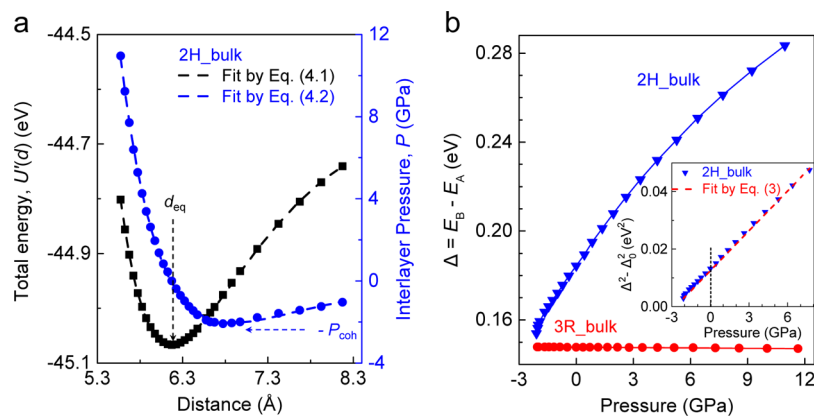 a
2H_bulk
Fit by Eq. (4.1)
Fit by Eq. (4.2)
d_eq
- P_coh
-44.5
-44.7
-44.9
-45.1
Total energy, U'(d) (eV)
5.3
6.3
7.3
8.3
Distance (Å)
12
8
4
0
-4
Interlayer Pressure, P (GPa)
b
2H_bulk
3R_bulk
0.28
0.24
0.20
0.16
Δ = E_B - E_A (eV)
-3
0
3
6
9
12
Pressure (GPa)
2H_bulk
Fit by Eq. (3)
0.04
0.02
0.00
Δ² - Δ₀² (eV²)
-2
0
2
4
6
Pressure (GPa)